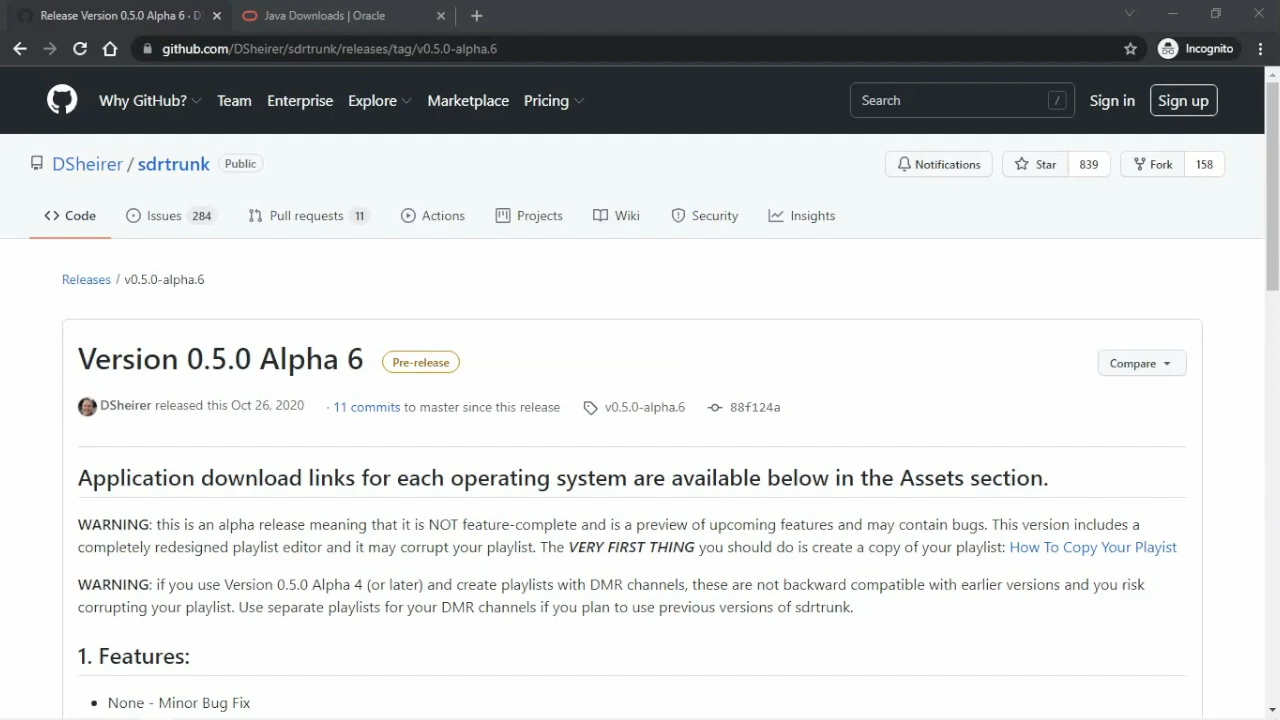 Release Version 0.5.0 Alpha 6 · DS
Java Downloads | Oracle
github.com/DSheirer/sdrtrunk/releases/tag/v0.5.0-alpha.6
Incognito
Why GitHub? Team Enterprise Explore Marketplace Pricing
Search / Sign in Sign up
DSheirer / sdrtrunk Public
Notifications Star 839 Fork 158
Code Issues 284 Pull requests 11 Actions Projects Wiki Security Insights
Releases / v0.5.0-alpha.6
Version 0.5.0 Alpha 6 Pre-release
Compare
DSheirer released this Oct 26, 2020 · 11 commits to master since this release v0.5.0-alpha.6 88f124a
Application download links for each operating system are available below in the Assets section.
WARNING: this is an alpha release meaning that it is NOT feature-complete and is a preview of upcoming features and may contain bugs. This version includes a
completely redesigned playlist editor and it may corrupt your playlist. The VERY FIRST THING you should do is create a copy of your playlist: How To Copy Your Playist
WARNING: if you use Version 0.5.0 Alpha 4 (or later) and create playlists with DMR channels, these are not backward compatible with earlier versions and you risk
corrupting your playlist. Use separate playlists for your DMR channels if you plan to use previous versions of sdrtrunk.
1. Features:
• None - Minor Bug Fix